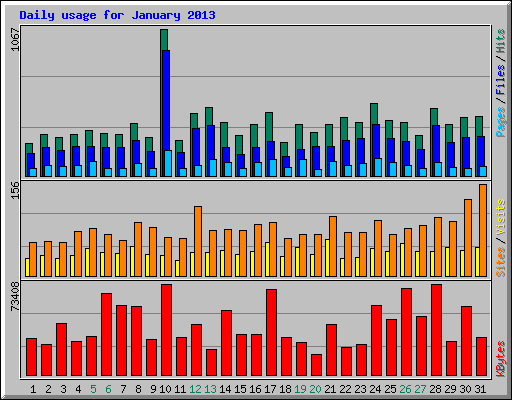 Daily usage for January 2013
1067
Pages / Files / Hits
156
Sites / Visits
73408
KBytes
1 2 3 4 5 6 7 8 9 10 11 12 13 14 15 16 17 18 19 20 21 22 23 24 25 26 27 28 29 30 31